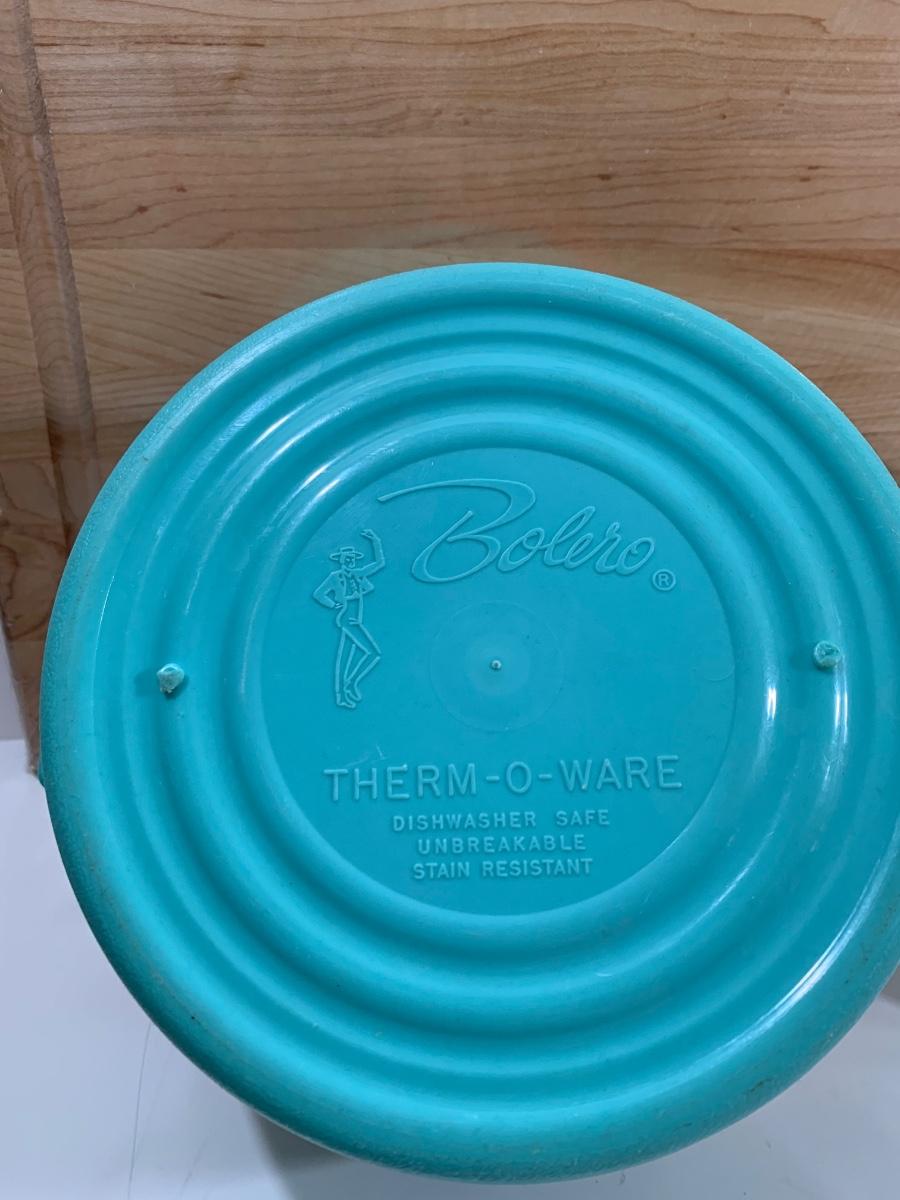 Bolero ®
THERM-O-WARE
DISHWASHER SAFE
UNBREAKABLE
STAIN RESISTANT